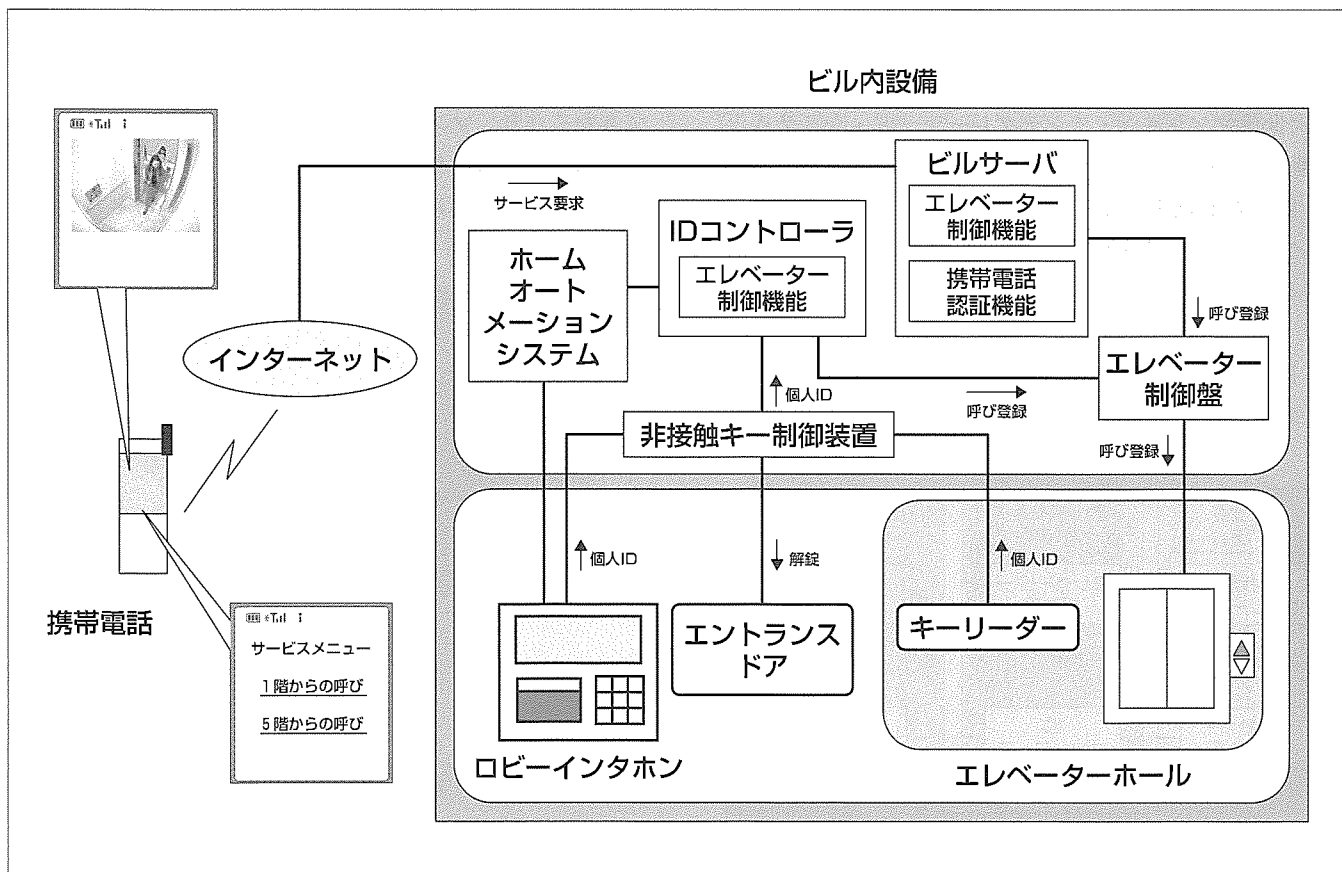 ビル内設備
サービス要求
ビルサーバ
エレベーター
制御機能
携帯電話
認証機能
IDコントローラ
エレベーター
制御機能
ホーム
オート
メーション
システム
インターネット
呼び登録
エレベーター
制御盤
個人ID
呼び登録
非接触キー制御装置
呼び登録
個人ID
解錠
個人ID
携帯電話
サービスメニュー
1階からの呼び
5階からの呼び
エントランス
ドア
キーリーダー
ロビーインタホン
エレベーターホール